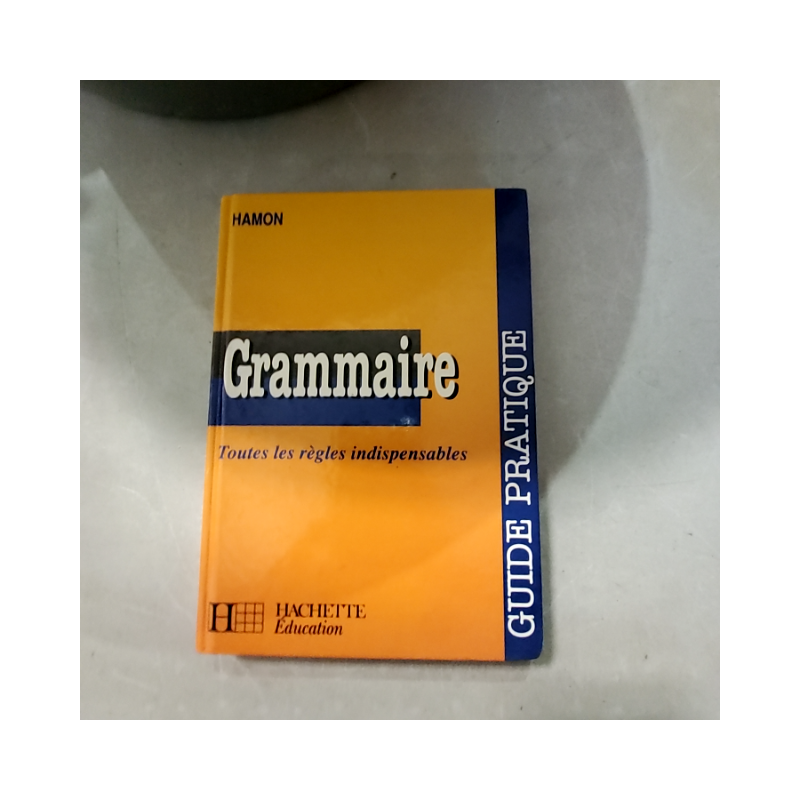 HAMON
Grammaire
Toutes les règles indispensables
GUIDE PRATIQUE
H
HACHETTE
Éducation